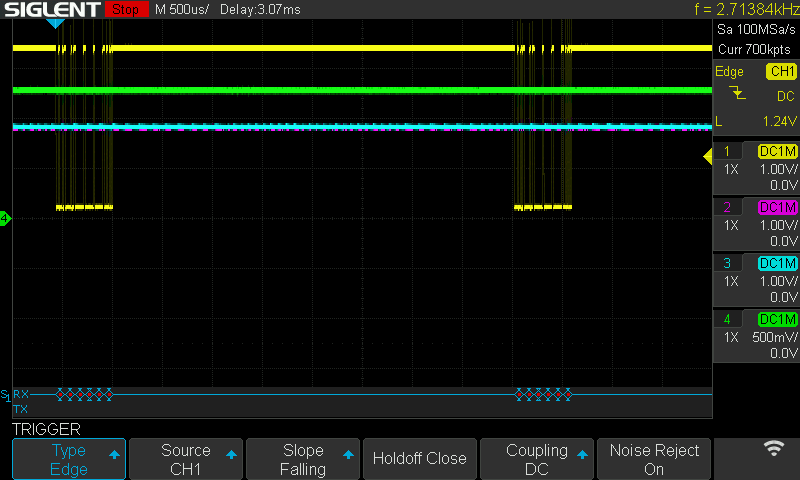 SIGLENT Stop M 500us/ Delay:3.07ms f = 2.71384kHz
Sa 100MSa/s
Curr 700kpts
Edge CH1
DC
L 1.24V
1 DC1M
1X 1.00V/
0.0V
2 DC1M
1X 1.00V/
0.0V
3 DC1M
1X 1.00V/
0.0V
4 DC1M
1X 500mV/
0.0V
4
S1 RX
TX
TRIGGER
Type
Edge
Source
CH1
Slope
Falling
Holdoff Close
Coupling
DC
Noise Reject
On